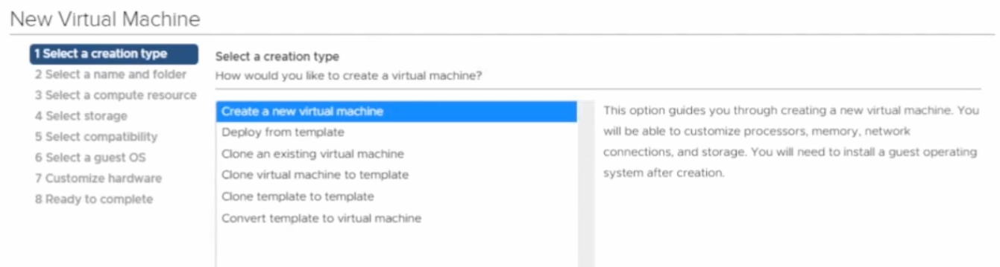 New Virtual Machine
1 Select a creation type
2 Select a name and folder
3 Select a compute resource
4 Select storage
5 Select compatibility
6 Select a guest OS
7 Customize hardware
8 Ready to complete
Select a creation type
How would you like to create a virtual machine?
Create a new virtual machine
Deploy from template
Clone an existing virtual machine
Clone virtual machine to template
Clone template to template
Convert template to virtual machine
This option guides you through creating a new virtual machine. You
will be able to customize processors, memory, network
connections, and storage. You will need to install a guest operating
system after creation.